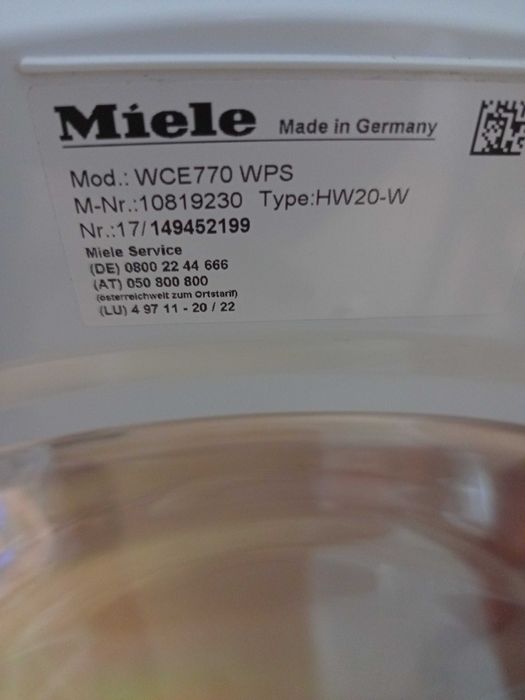 Miele Made in Germany
Mod.: WCE770 WPS
M-Nr.:10819230 Type:HW20-W
Nr.:17/149452199
Miele Service
(DE) 0800 22 44 666
(AT) 050 800 800
(österreichweit zum Ortstarif)
(LU) 4 97 11 - 20 / 22